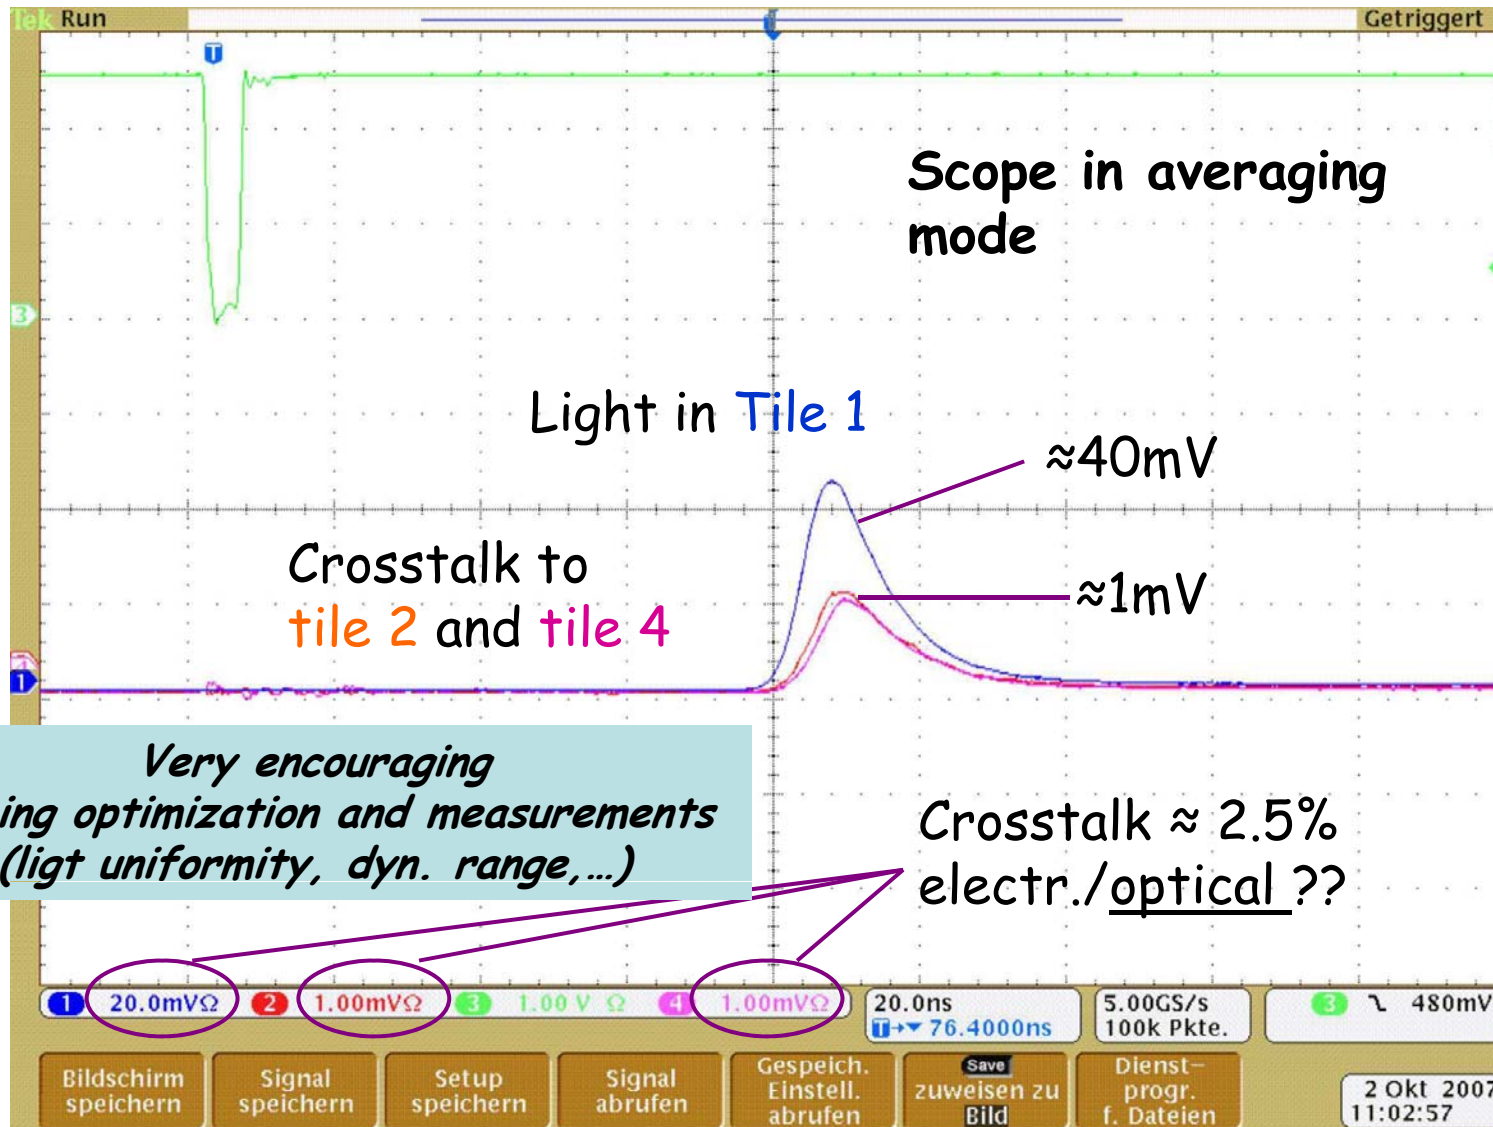 Tek Run Getriggert
T
Scope in averaging
mode
3
Light in Tile 1
≈40mV
Crosstalk to
tile 2 and tile 4
≈1mV
4
1
Very encouraging
ing optimization and measurements
(ligt uniformity, dyn. range,…)
Crosstalk ≈ 2.5%
electr./optical ??
1 20.0mVΩ 2 1.00mVΩ 3 1.00 V Ω 4 1.00mVΩ
20.0ns
T→▼ 76.4000ns
5.00GS/s
100k Pkte.
3 480mV
Bildschirm
speichern
Signal
speichern
Setup
speichern
Signal
abrufen
Gespeich.
Einstell.
abrufen
Save
zuweisen zu
Bild
Dienst-
progr.
f. Dateien
2 Okt 2007
11:02:57